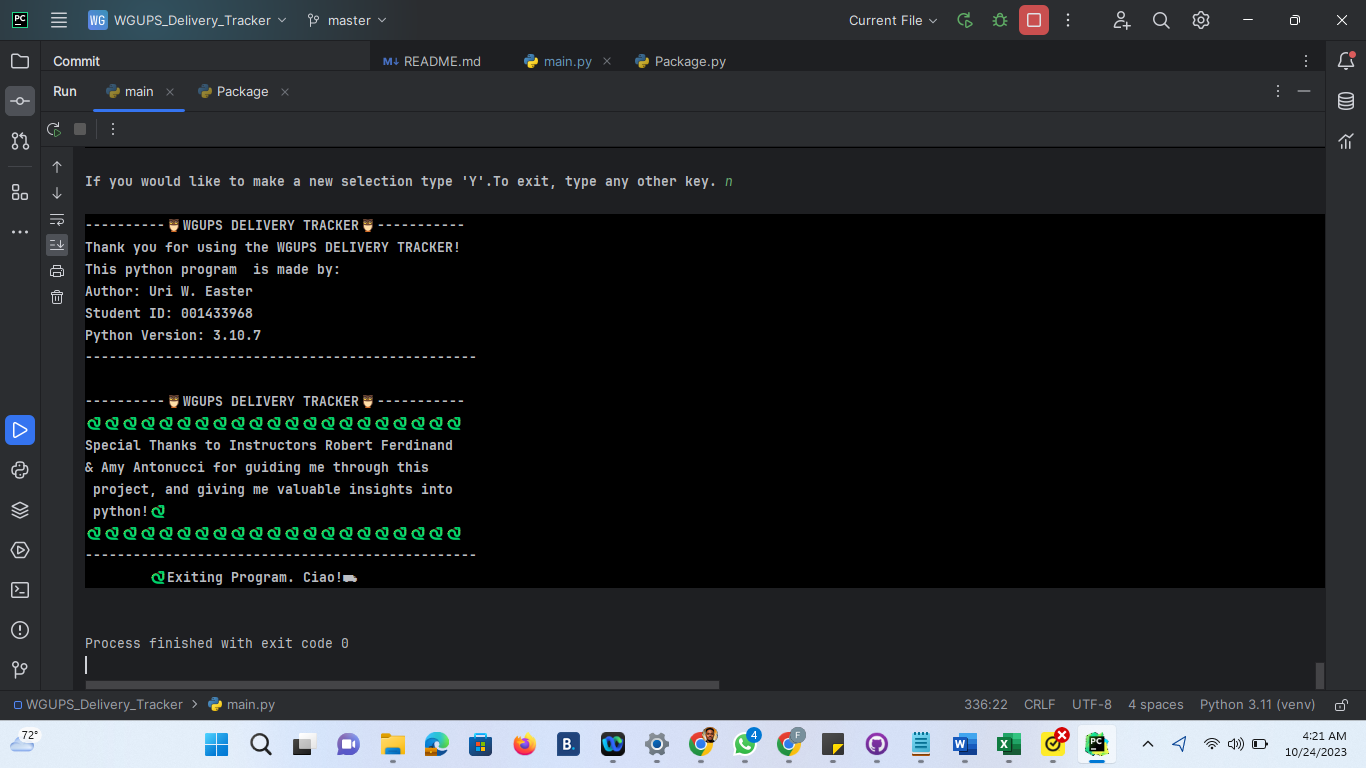 WG WGUPS_Delivery_Tracker master Current File
Commit README.md main.py Package.py
Run main Package
If you would like to make a new selection type 'Y'.To exit, type any other key. n
----------🦉WGUPS DELIVERY TRACKER🦉-----------
Thank you for using the WGUPS DELIVERY TRACKER!
This python program  is made by:
Author: Uri W. Easter
Student ID: 001433968
Python Version: 3.10.7
-------------------------------------------------
----------🦉WGUPS DELIVERY TRACKER🦉-----------
Special Thanks to Instructors Robert Ferdinand
& Amy Antonucci for guiding me through this
project, and giving me valuable insights into
python!
-------------------------------------------------
Exiting Program. Ciao!
Process finished with exit code 0
WGUPS_Delivery_Tracker > main.py 336:22 CRLF UTF-8 4 spaces Python 3.11 (venv)
72°
4:21 AM
10/24/2023